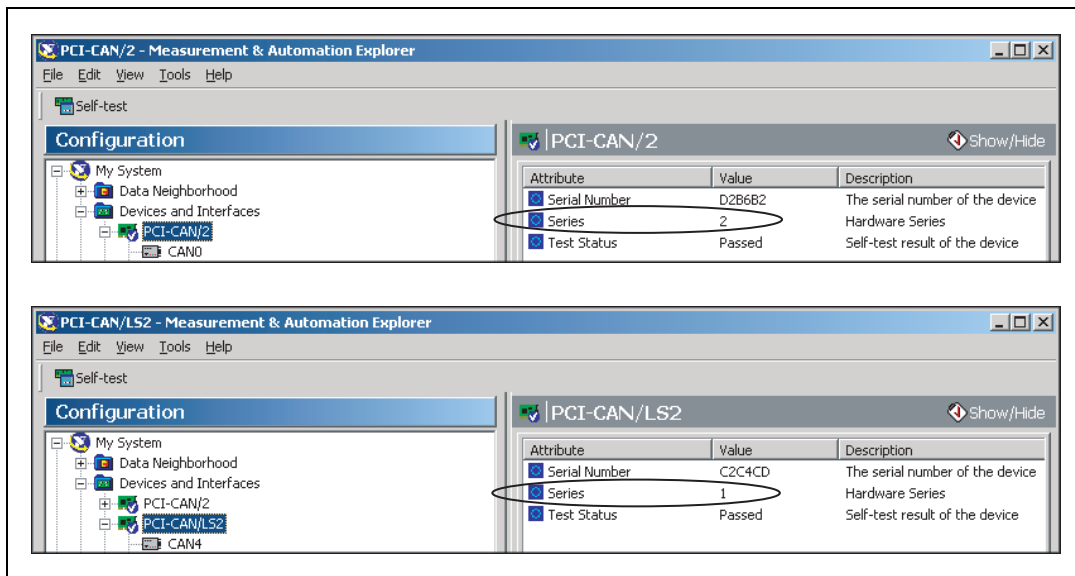 PCI-CAN/2 - Measurement & Automation Explorer
File Edit View Tools Help
Self-test
Configuration
PCI-CAN/2
Show/Hide
My System
Data Neighborhood
Devices and Interfaces
PCI-CAN/2
CAN0
Attribute Value Description
Serial Number D2B6B2 The serial number of the device
Series 2 Hardware Series
Test Status Passed Self-test result of the device
PCI-CAN/LS2 - Measurement & Automation Explorer
File Edit View Tools Help
Self-test
Configuration
PCI-CAN/LS2
Show/Hide
My System
Data Neighborhood
Devices and Interfaces
PCI-CAN/2
PCI-CAN/LS2
CAN4
Attribute Value Description
Serial Number C2C4CD The serial number of the device
Series 1 Hardware Series
Test Status Passed Self-test result of the device